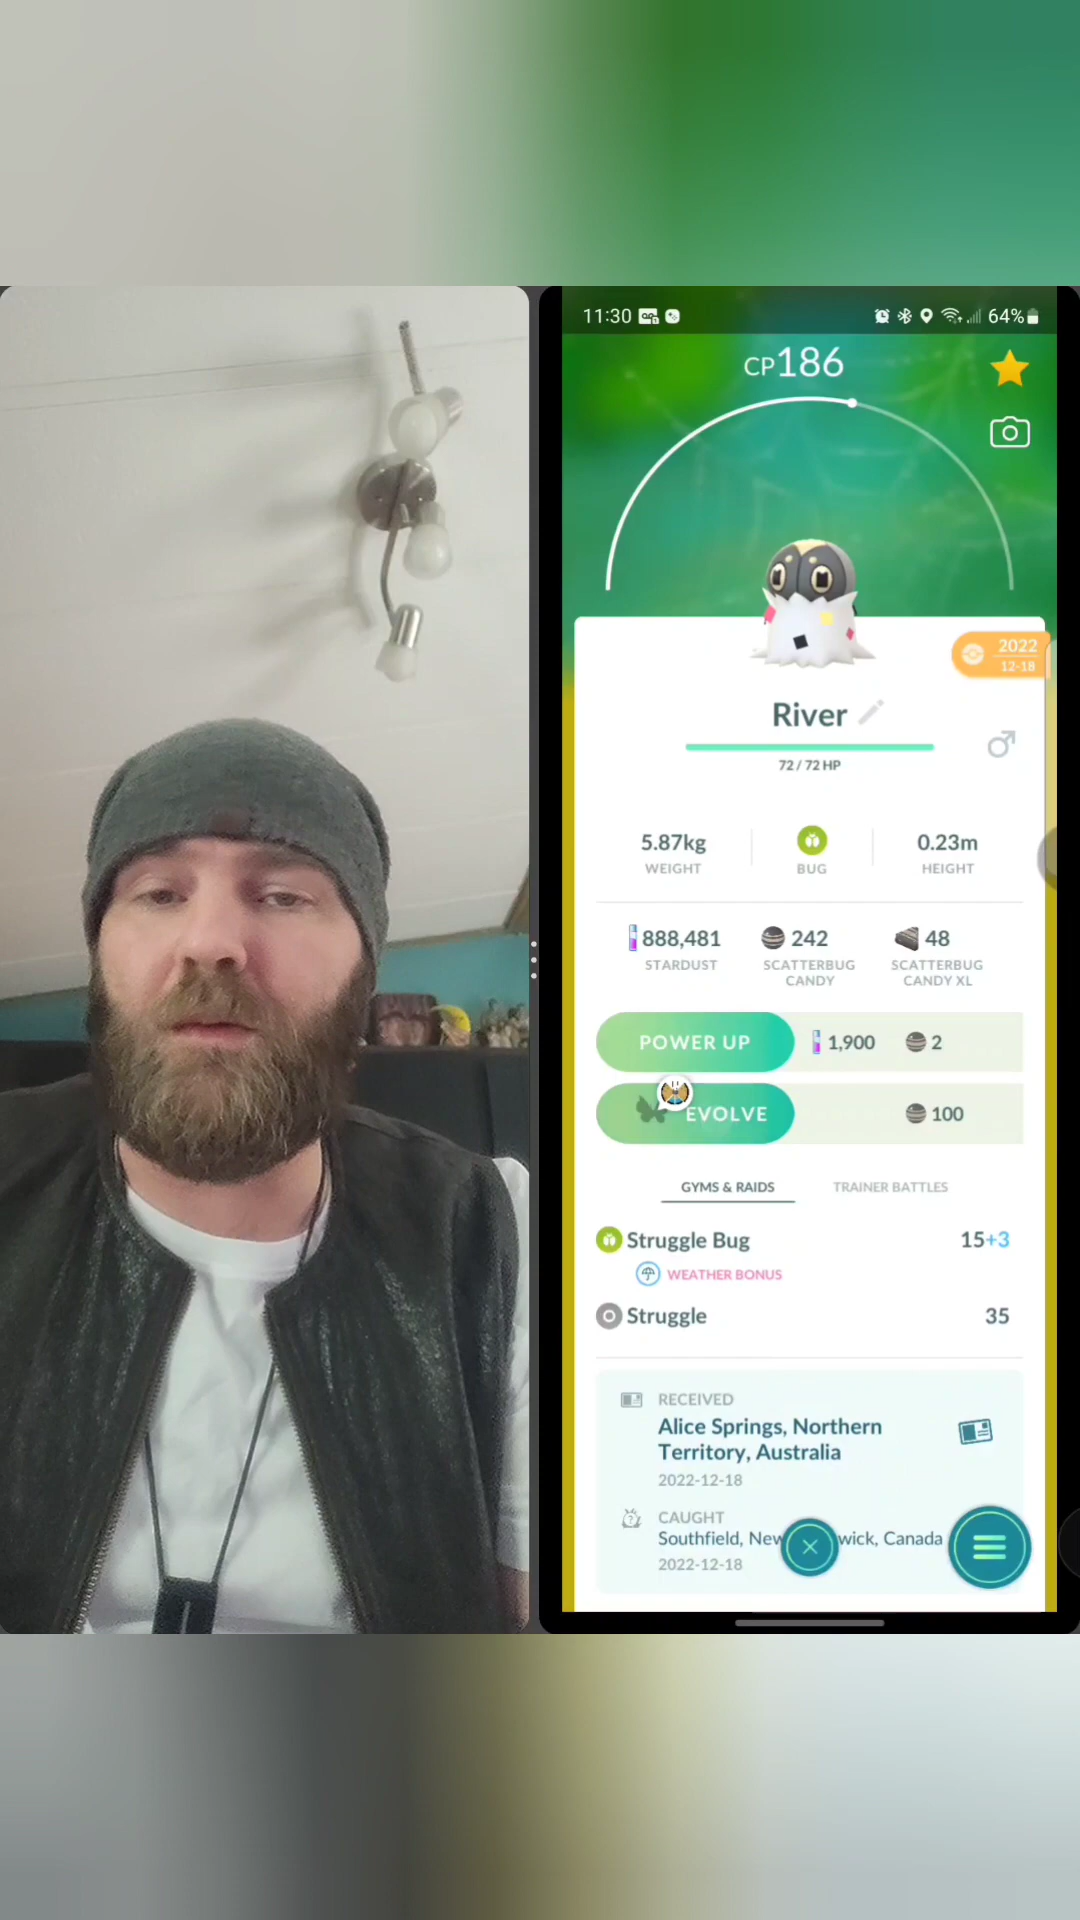 11:30
64%
CP186
2022
12-18
River
72 / 72 HP
5.87kg
WEIGHT
BUG
0.23m
HEIGHT
888,481
STARDUST
242
SCATTERBUG
CANDY
48
SCATTERBUG
CANDY XL
POWER UP
1,900
2
EVOLVE
100
GYMS & RAIDS
TRAINER BATTLES
Struggle Bug
15+3
WEATHER BONUS
Struggle
35
RECEIVED
Alice Springs, Northern
Territory, Australia
2022-12-18
CAUGHT
Southfield, New wick, Canada
2022-12-18